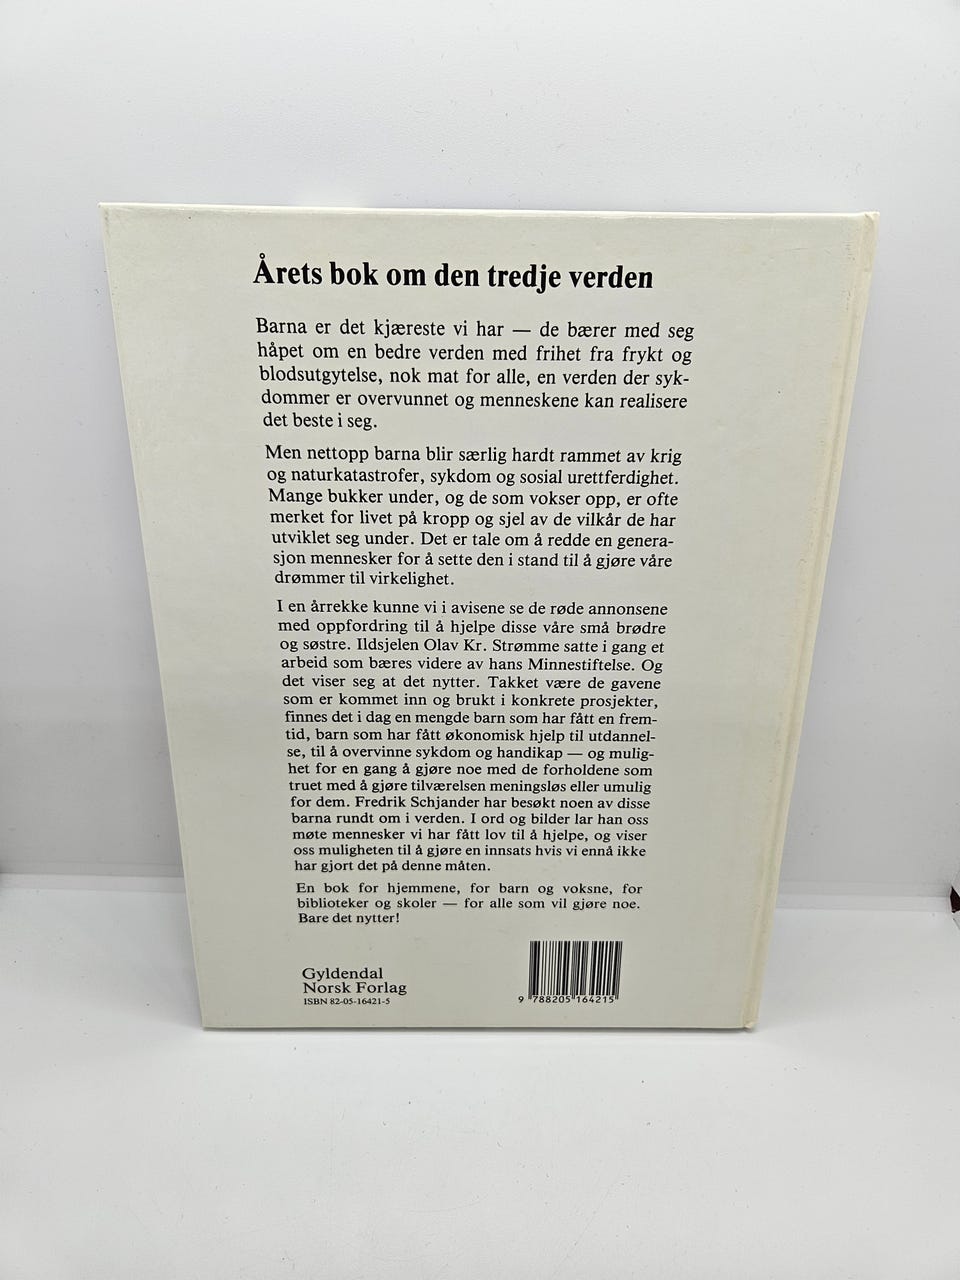 Årets bok om den tredje verden
Barna er det kjæreste vi har — de bærer med seg
håpet om en bedre verden med frihet fra frykt og
blodsutgytelse, nok mat for alle, en verden der syk-
dommer er overvunnet og menneskene kan realisere
det beste i seg.
Men nettopp barna blir særlig hardt rammet av krig
og naturkatastrofer, sykdom og sosial urettferdighet.
Mange bukker under, og de som vokser opp, er ofte
merket for livet på kropp og sjel av de vilkår de har
utviklet seg under. Det er tale om å redde en genera-
sjon mennesker for å sette den i stand til å gjøre våre
drømmer til virkelighet.
I en årrekke kunne vi i avisene se de røde annonsene
med oppfordring til å hjelpe disse våre små brødre
og søstre. Ildsjelen Olav Kr. Strømme satte i gang et
arbeid som bæres videre av hans Minnestiftelse. Og
det viser seg at det nytter. Takket være de gavene
som er kommet inn og brukt i konkrete prosjekter,
finnes det i dag en mengde barn som har fått en frem-
tid, barn som har fått økonomisk hjelp til utdannel-
se, til å overvinne sykdom og handikap — og mulig-
het for en gang å gjøre noe med de forholdene som
truet med å gjøre tilværelsen meningsløs eller umulig
for dem. Fredrik Schjander har besøkt noen av disse
barna rundt om i verden. I ord og bilder lar han oss
møte mennesker vi har fått lov til å hjelpe, og viser
oss muligheten til å gjøre en innsats hvis vi ennå ikke
har gjort det på denne måten.
En bok for hjemmene, for barn og voksne, for
biblioteker og skoler — for alle som vil gjøre noe.
Bare det nytter!
Gyldendal
Norsk Forlag
ISBN 82-05-16421-5
9 788205 164215